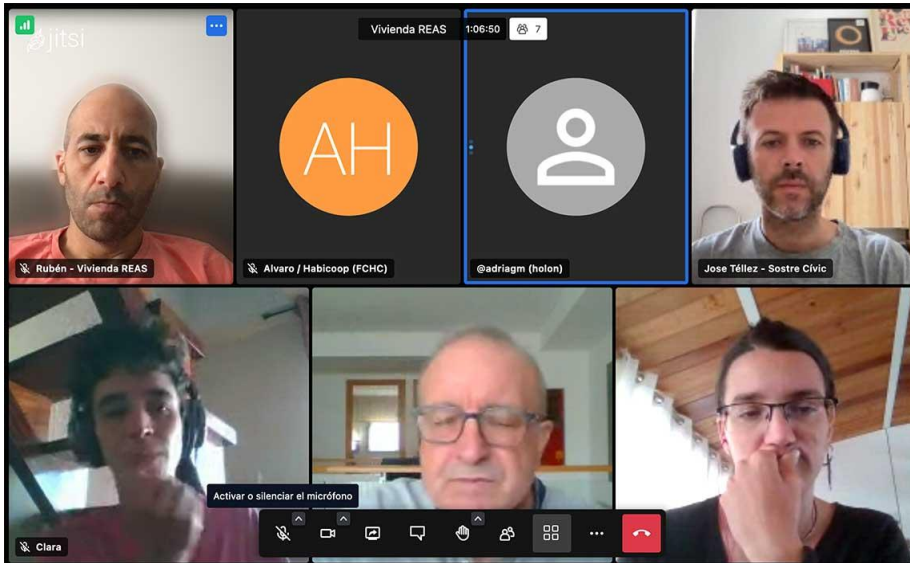 jitsi
Vivienda REAS
1:06:50
7
AH
Rubén - Vivienda REAS
Alvaro / Habicoop (FCHC)
@adriagm (holon)
Jose Téllez - Sostre Cívic
Activar o silenciar el micrófono
Clara